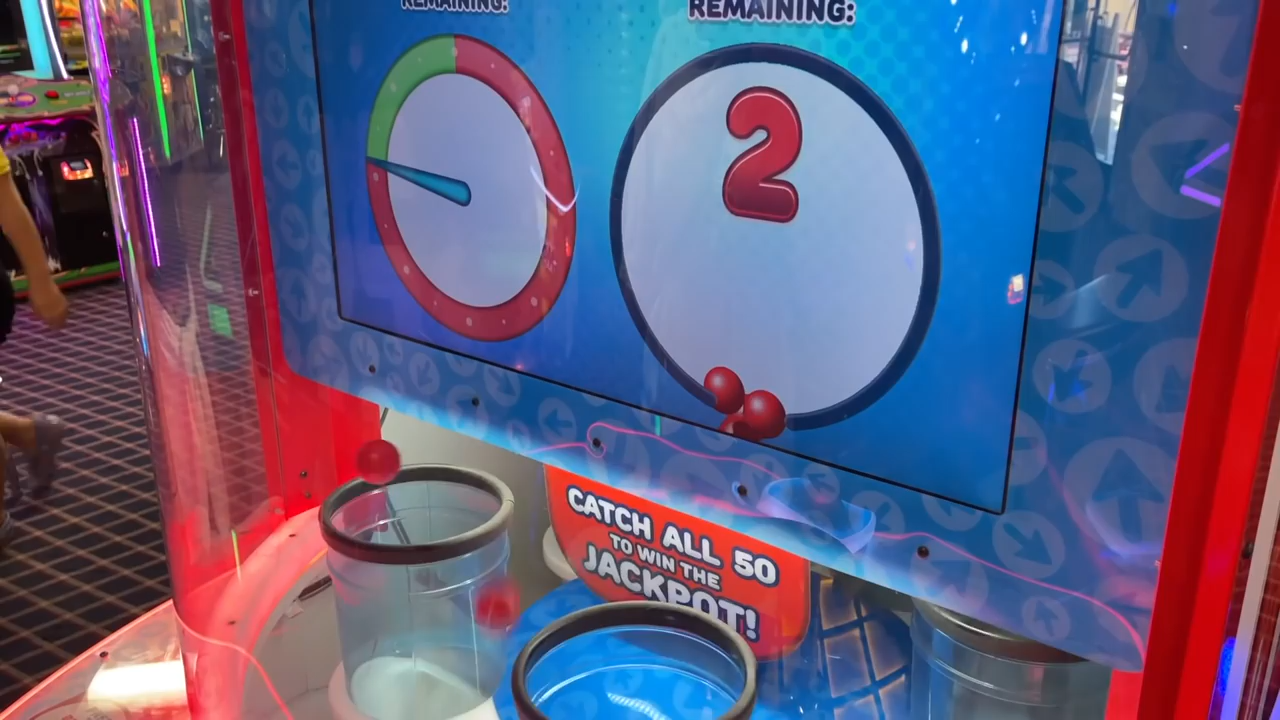 REMAINING:
REMAINING:
2
CATCH ALL 50
TO WIN THE
JACKPOT!